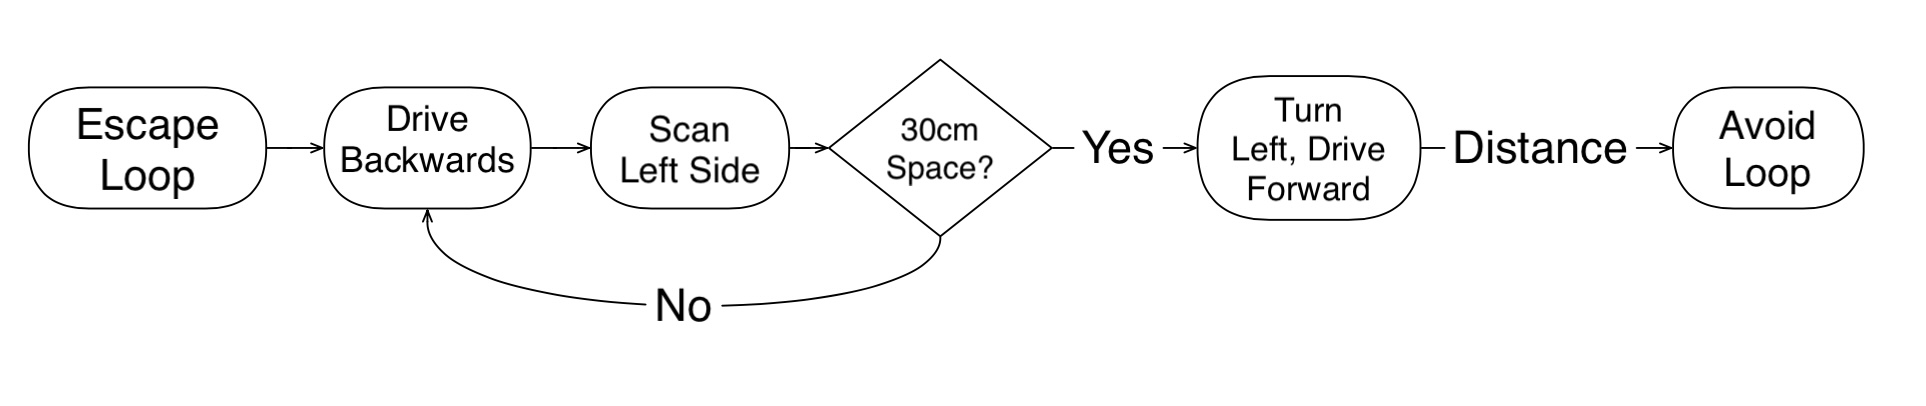 Escape
Loop
Drive
Backwards
Scan
Left Side
30cm
Space?
Yes
Turn
Left, Drive
Forward
Distance
Avoid
Loop
No